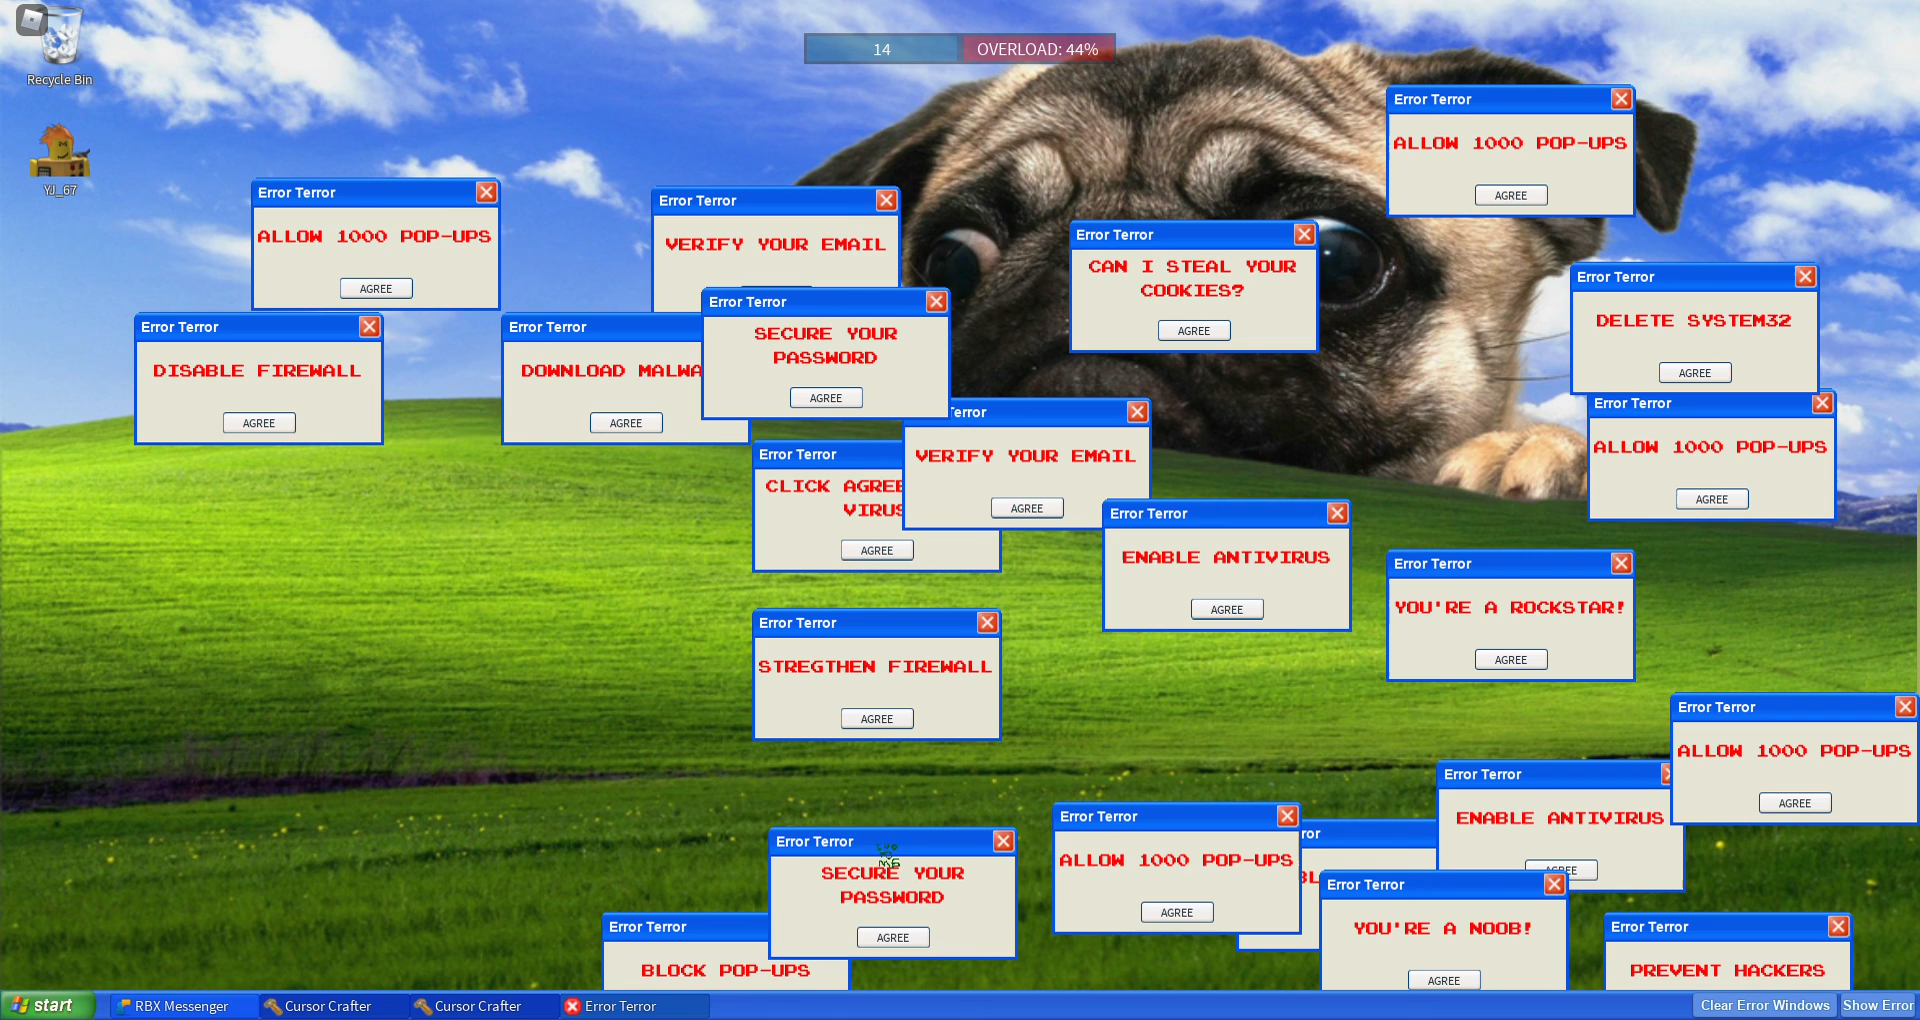 14
OVERLOAD: 44%
Recycle Bin
YJ_67
Error Terror
ALLOW 1000 POP-UPS
AGREE
Error Terror
ALLOW 1000 POP-UPS
AGREE
Error Terror
VERIFY YOUR EMAIL
Error Terror
CAN I STEAL YOUR
COOKIES?
AGREE
Error Terror
DELETE SYSTEM32
AGREE
Error Terror
DISABLE FIREWALL
AGREE
Error Terror
DOWNLOAD MALWA
AGREE
Error Terror
SECURE YOUR
PASSWORD
AGREE
Error Terror
ALLOW 1000 POP-UPS
AGREE
Terror
VERIFY YOUR EMAIL
AGREE
Error Terror
CLICK AGREE
VIRUS
AGREE
Error Terror
ENABLE ANTIVIRUS
AGREE
Error Terror
YOU'RE A ROCKSTAR!
AGREE
Error Terror
STREGTHEN FIREWALL
AGREE
Error Terror
ALLOW 1000 POP-UPS
AGREE
Error Terror
ENABLE ANTIVIRUS
AGREE
Error Terror
ALLOW 1000 POP-UPS
AGREE
ror
BL
Error Terror
SECURE YOUR
PASSWORD
AGREE
Error Terror
YOU'RE A NOOB!
AGREE
Error Terror
BLOCK POP-UPS
Error Terror
PREVENT HACKERS
start
RBX Messenger
Cursor Crafter
Cursor Crafter
Error Terror
Clear Error Windows
Show Error